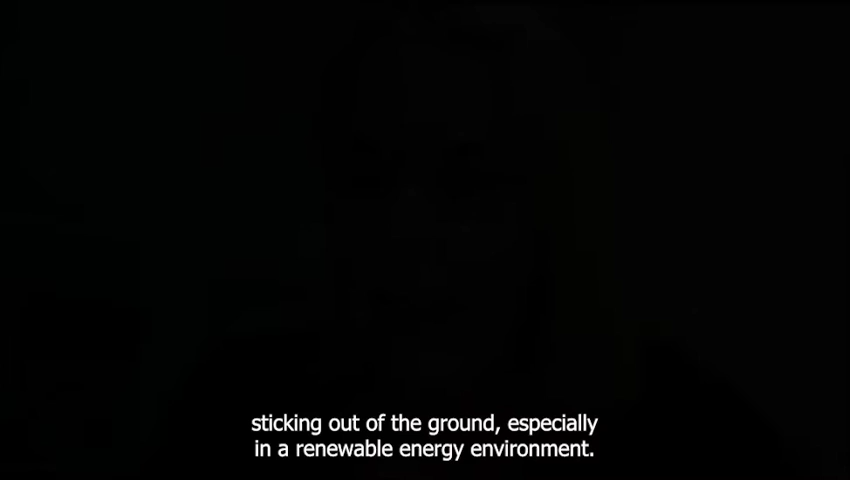 sticking out of the ground, especially
in a renewable energy environment.